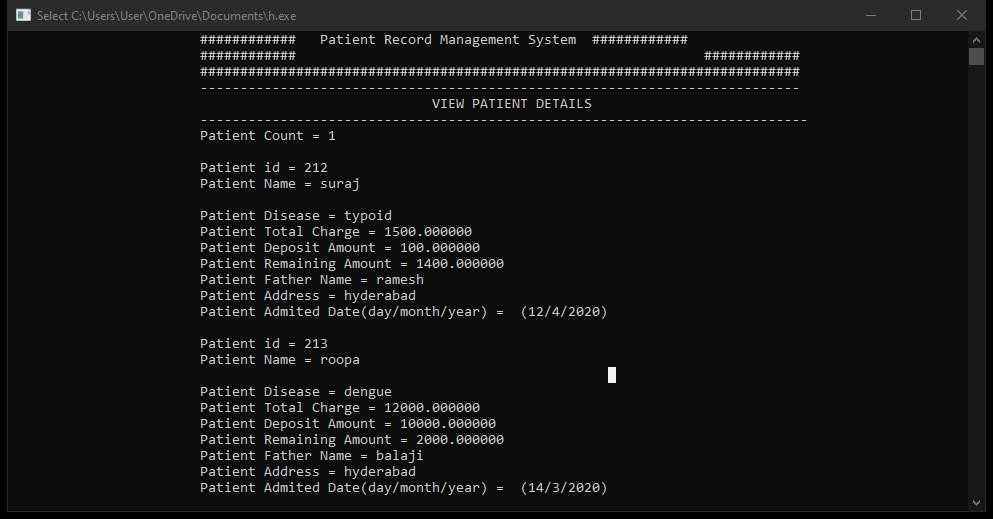 Select C:\Users\User\OneDrive\Documents\h.exe
############ Patient Record Management System ############
############ ############
###########################################################################
---------------------------------------------------------------------------
VIEW PATIENT DETAILS
----------------------------------------------------------------------------
Patient Count = 1
Patient id = 212
Patient Name = suraj
Patient Disease = typoid
Patient Total Charge = 1500.000000
Patient Deposit Amount = 100.000000
Patient Remaining Amount = 1400.000000
Patient Father Name = ramesh
Patient Address = hyderabad
Patient Admited Date(day/month/year) = (12/4/2020)
Patient id = 213
Patient Name = roopa
Patient Disease = dengue
Patient Total Charge = 12000.000000
Patient Deposit Amount = 10000.000000
Patient Remaining Amount = 2000.000000
Patient Father Name = balaji
Patient Address = hyderabad
Patient Admited Date(day/month/year) = (14/3/2020)